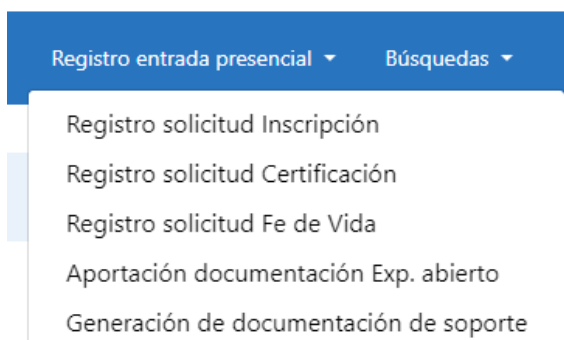 Registro entrada presencial Búsquedas
Registro solicitud Inscripción
Registro solicitud Certificación
Registro solicitud Fe de Vida
Aportación documentación Exp. abierto
Generación de documentación de soporte